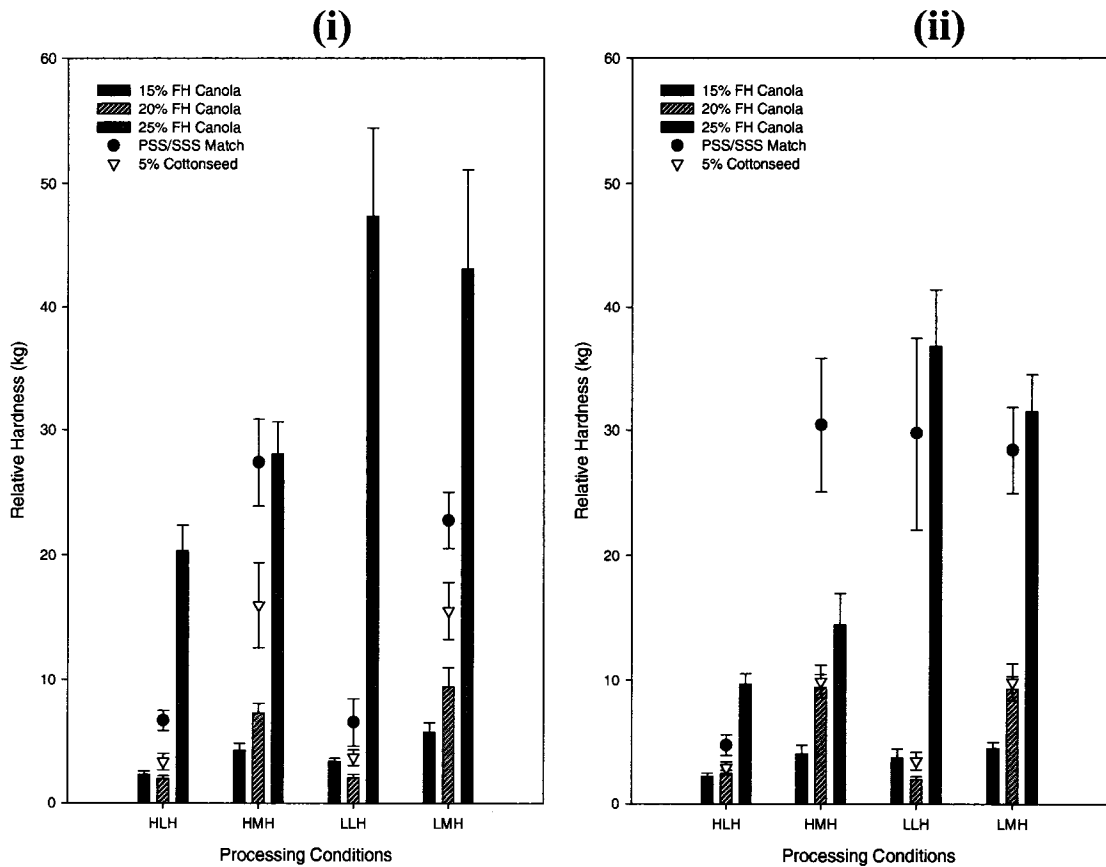 (i)
60
50
40
30
20
10
0
Relative Hardness (kg)
15% FH Canola
20% FH Canola
25% FH Canola
PSS/SSS Match
5% Cottonseed
HLH HMH LLH LMH
Processing Conditions
(ii)
60
50
40
30
20
10
0
Relative Hardness (kg)
15% FH Canola
20% FH Canola
25% FH Canola
PSS/SSS Match
5% Cottonseed
HLH HMH LLH LMH
Processing Conditions